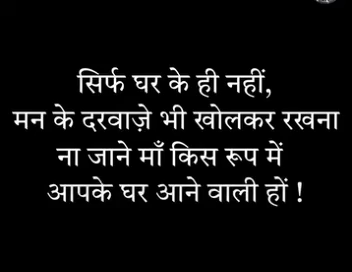 सिर्फ घर के ही नहीं,
मन के दरवाज़े भी खोलकर रखना
ना जाने माँ किस रूप में
आपके घर आने वाली हों !